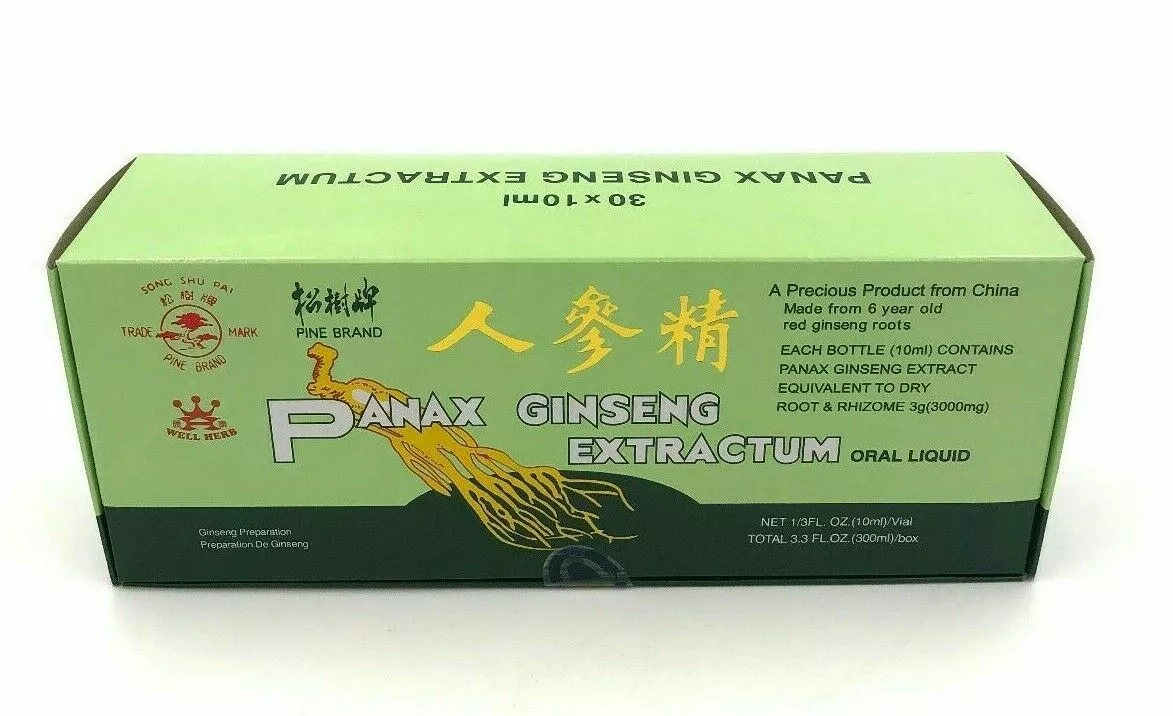 PANAX GINSENG EXTRACTUM
30 x 10ml
SONG SHU PAI
松樹牌
TRADE MARK
PINE BRAND
WELL HERB
松樹牌
PINE BRAND
人參精
PANAX GINSENG
EXTRACTUM ORAL LIQUID
A Precious Product from China
Made from 6 year old
red ginseng roots
EACH BOTTLE (10ml) CONTAINS
PANAX GINSENG EXTRACT
EQUIVALENT TO DRY
ROOT & RHIZOME 3g(3000mg)
Ginseng Preparation
Preparation De Ginseng
NET 1/3FL. OZ.(10ml)/Vial
TOTAL 3.3 FL.OZ.(300ml)/box